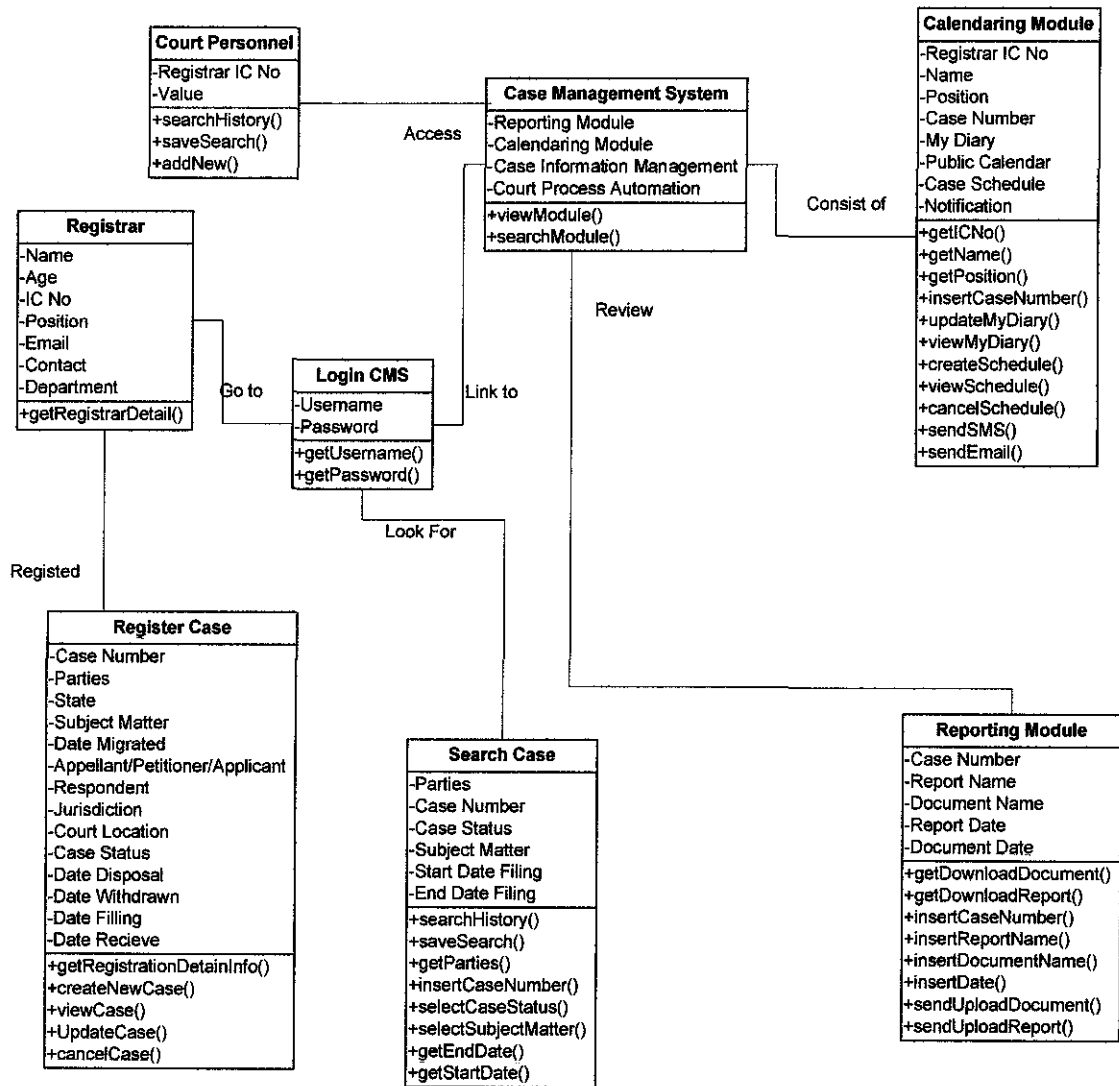 Court Personnel
-Registrar IC No
-Value
+searchHistory()
+saveSearch()
+addNew()
Access
Case Management System
-Reporting Module
-Calendaring Module
-Case Information Management
-Court Process Automation
+viewModule()
+searchModule()
Consist of
Calendaring Module
-Registrar IC No
-Name
-Position
-Case Number
-My Diary
-Public Calendar
-Case Schedule
-Notification
+getICNo()
+getName()
+getPosition()
+insertCaseNumber()
+updateMyDiary()
+viewMyDiary()
+createSchedule()
+viewSchedule()
+cancelSchedule()
+sendSMS()
+sendEmail()
Registrar
-Name
-Age
-IC No
-Position
-Email
-Contact
-Department
+getRegistrarDetail()
Go to
Login CMS
-Username
-Password
+getUsername()
+getPassword()
Link to
Review
Look For
Registed
Register Case
-Case Number
-Parties
-State
-Subject Matter
-Date Migrated
-Appellant/Petitioner/Applicant
-Respondent
-Jurisdiction
-Court Location
-Case Status
-Date Disposal
-Date Withdrawn
-Date Filling
-Date Recieve
+getRegistrationDetainInfo()
+createNewCase()
+viewCase()
+UpdateCase()
+cancelCase()
Search Case
-Parties
-Case Number
-Case Status
-Subject Matter
-Start Date Filing
-End Date Filing
+searchHistory()
+saveSearch()
+getParties()
+insertCaseNumber()
+selectCaseStatus()
+selectSubjectMatter()
+getEndDate()
+getStartDate()
Reporting Module
-Case Number
-Report Name
-Document Name
-Report Date
-Document Date
+getDownloadDocument()
+getDownloadReport()
+insertCaseNumber()
+insertReportName()
+insertDocumentName()
+insertDate()
+sendUploadDocument()
+sendUploadReport()